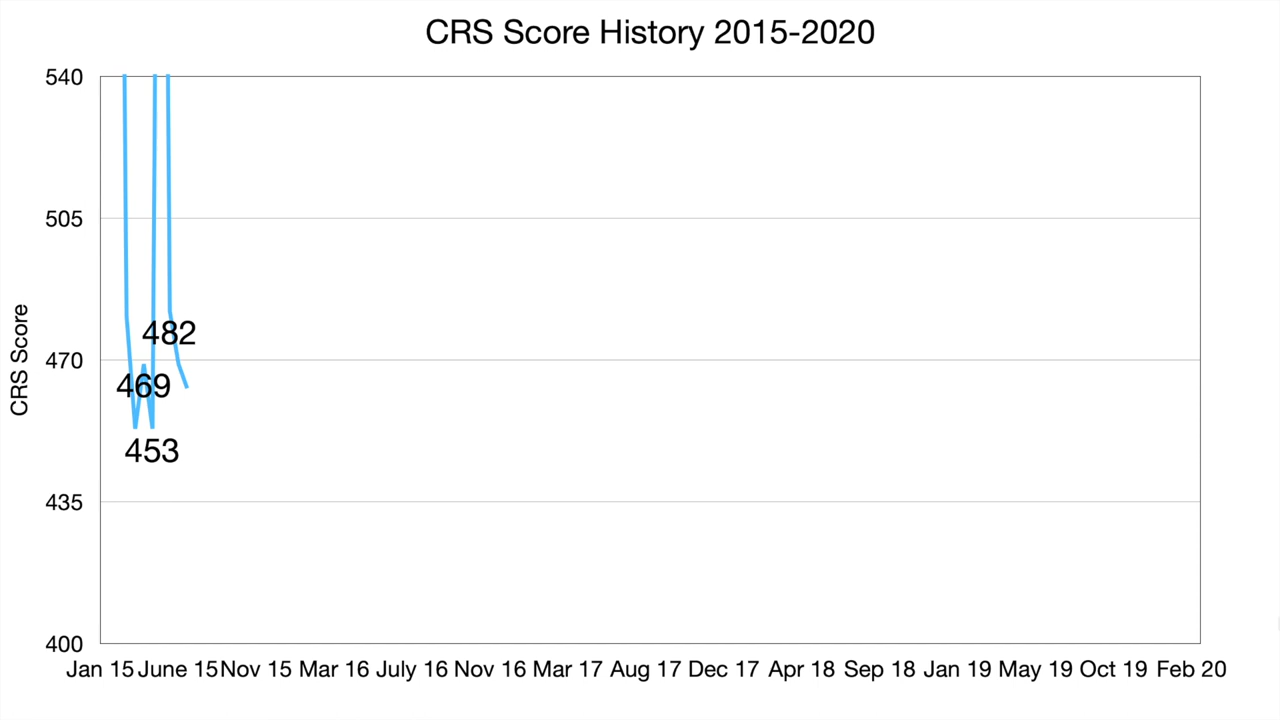 CRS Score History 2015-2020
540
505
CRS Score
482
470
469
453
435
400
Jan 15 June 15 Nov 15 Mar 16 July 16 Nov 16 Mar 17 Aug 17 Dec 17 Apr 18 Sep 18 Jan 19 May 19 Oct 19 Feb 20